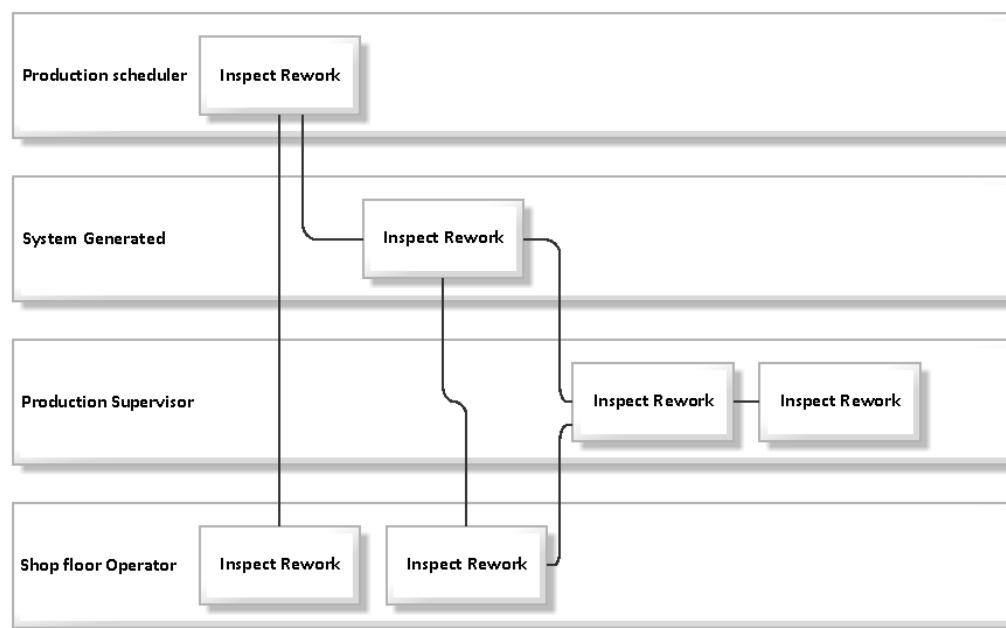 Production scheduler
Inspect Rework
System Generated
Inspect Rework
Production Supervisor
Inspect Rework
Inspect Rework
Shop floor Operator
Inspect Rework
Inspect Rework